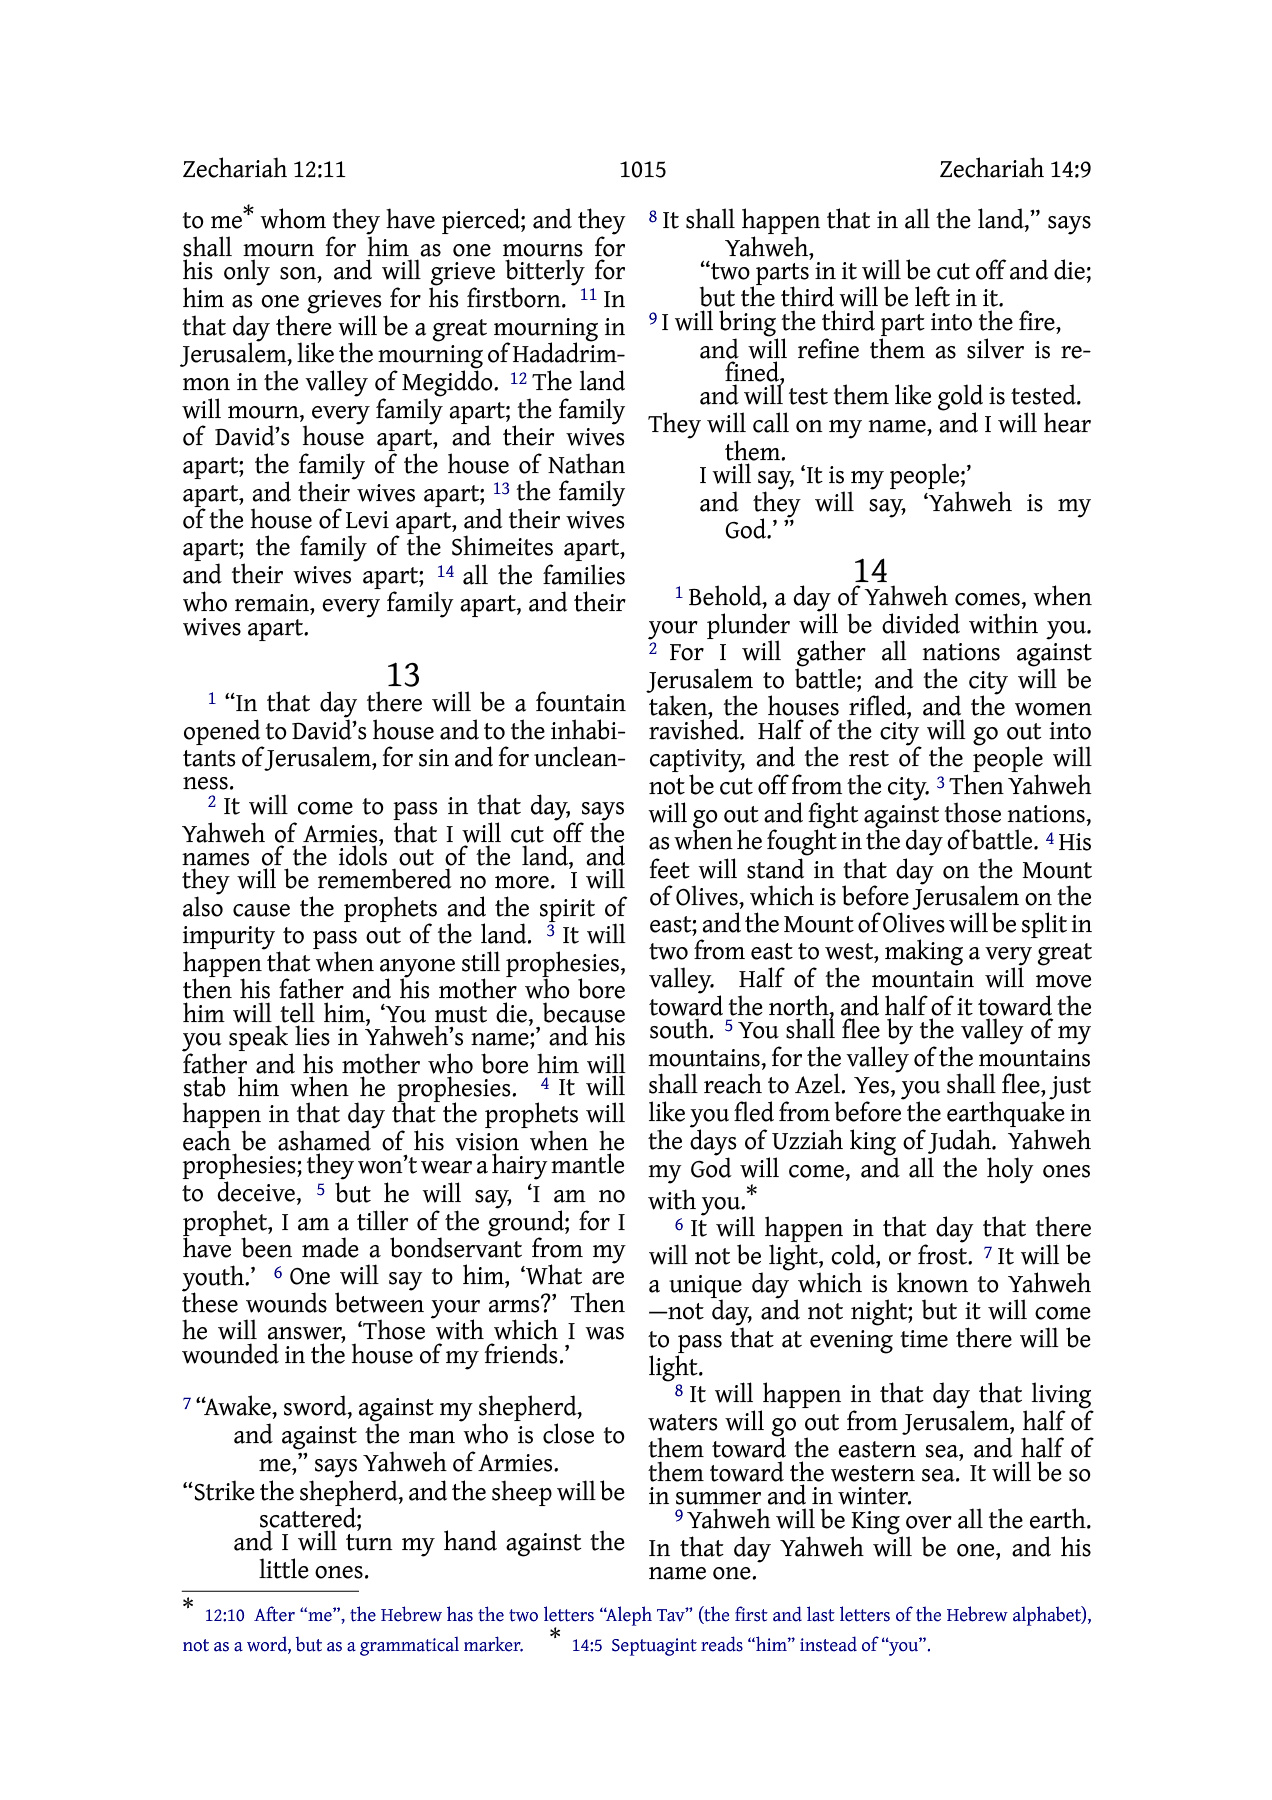 Zechariah 12:11 1015 Zechariah 14:9
to me* whom they have pierced; and they
shall mourn for him as one mourns for
his only son, and will grieve bitterly for
him as one grieves for his firstborn. 11 In
that day there will be a great mourning in
Jerusalem, like the mourning of Hadadrim-
mon in the valley of Megiddo. 12 The land
will mourn, every family apart; the family
of David’s house apart, and their wives
apart; the family of the house of Nathan
apart, and their wives apart; 13 the family
of the house of Levi apart, and their wives
apart; the family of the Shimeites apart,
and their wives apart; 14 all the families
who remain, every family apart, and their
wives apart.
13
1 “In that day there will be a fountain
opened to David’s house and to the inhabi-
tants of Jerusalem, for sin and for unclean-
ness.
2 It will come to pass in that day, says
Yahweh of Armies, that I will cut off the
names of the idols out of the land, and
they will be remembered no more. I will
also cause the prophets and the spirit of
impurity to pass out of the land. 3 It will
happen that when anyone still prophesies,
then his father and his mother who bore
him will tell him, ‘You must die, because
you speak lies in Yahweh’s name;’ and his
father and his mother who bore him will
stab him when he prophesies. 4 It will
happen in that day that the prophets will
each be ashamed of his vision when he
prophesies; they won’t wear a hairy mantle
to deceive, 5 but he will say, ‘I am no
prophet, I am a tiller of the ground; for I
have been made a bondservant from my
youth.’ 6 One will say to him, ‘What are
these wounds between your arms?’ Then
he will answer, ‘Those with which I was
wounded in the house of my friends.’
7 “Awake, sword, against my shepherd,
and against the man who is close to
me,” says Yahweh of Armies.
“Strike the shepherd, and the sheep will be
scattered;
and I will turn my hand against the
little ones.
8 It shall happen that in all the land,” says
Yahweh,
“two parts in it will be cut off and die;
but the third will be left in it.
9 I will bring the third part into the fire,
and will refine them as silver is re-
fined,
and will test them like gold is tested.
They will call on my name, and I will hear
them.
I will say, ‘It is my people;’
and they will say, ‘Yahweh is my
God.’ ”
14
1 Behold, a day of Yahweh comes, when
your plunder will be divided within you.
2 For I will gather all nations against
Jerusalem to battle; and the city will be
taken, the houses rifled, and the women
ravished. Half of the city will go out into
captivity, and the rest of the people will
not be cut off from the city. 3 Then Yahweh
will go out and fight against those nations,
as when he fought in the day of battle. 4 His
feet will stand in that day on the Mount
of Olives, which is before Jerusalem on the
east; and the Mount of Olives will be split in
two from east to west, making a very great
valley. Half of the mountain will move
toward the north, and half of it toward the
south. 5 You shall flee by the valley of my
mountains, for the valley of the mountains
shall reach to Azel. Yes, you shall flee, just
like you fled from before the earthquake in
the days of Uzziah king of Judah. Yahweh
my God will come, and all the holy ones
with you.*
6 It will happen in that day that there
will not be light, cold, or frost. 7 It will be
a unique day which is known to Yahweh
—not day, and not night; but it will come
to pass that at evening time there will be
light.
8 It will happen in that day that living
waters will go out from Jerusalem, half of
them toward the eastern sea, and half of
them toward the western sea. It will be so
in summer and in winter.
9 Yahweh will be King over all the earth.
In that day Yahweh will be one, and his
name one.
* 12:10 After “me”, the Hebrew has the two letters “Aleph Tav” (the first and last letters of the Hebrew alphabet),
not as a word, but as a grammatical marker. * 14:5 Septuagint reads “him” instead of “you”.